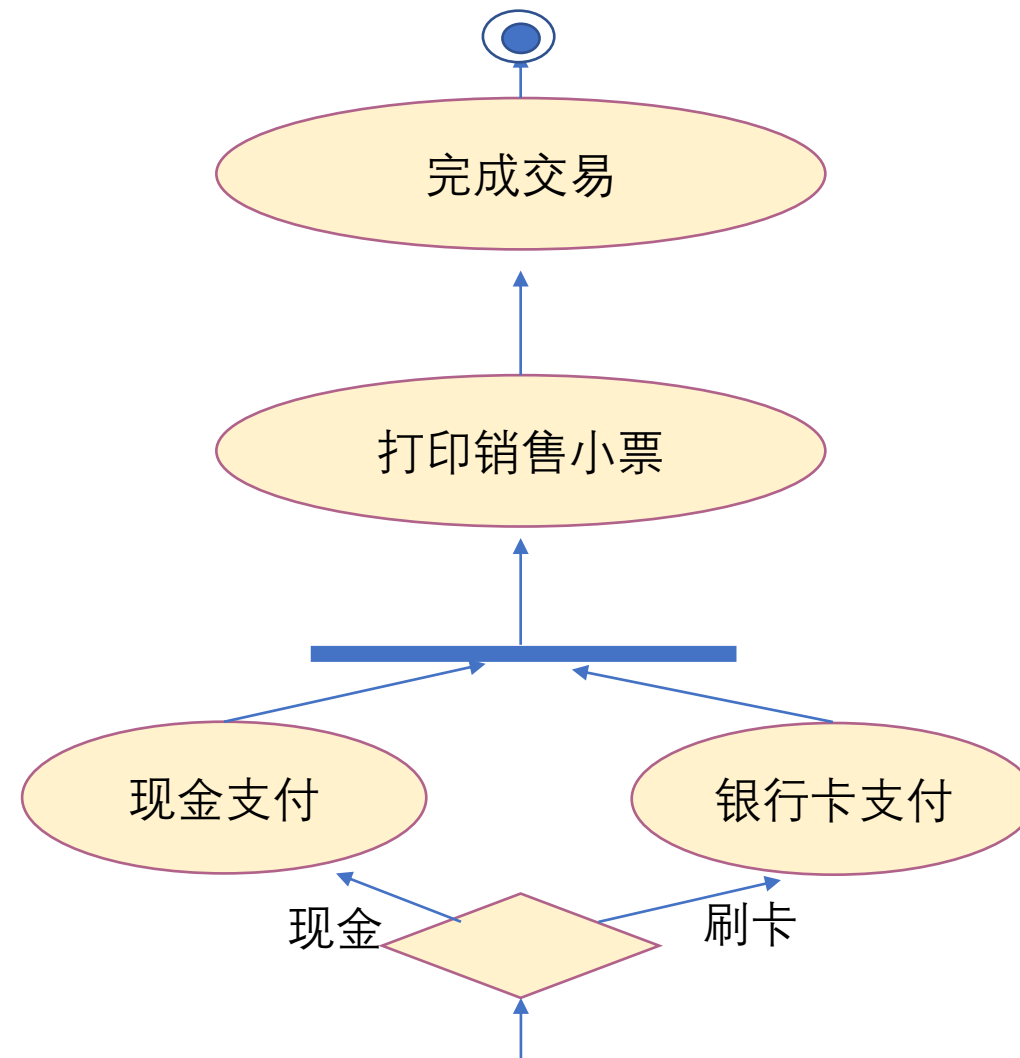 完成交易
打印销售小票
现金支付
银行卡支付
现金
刷卡